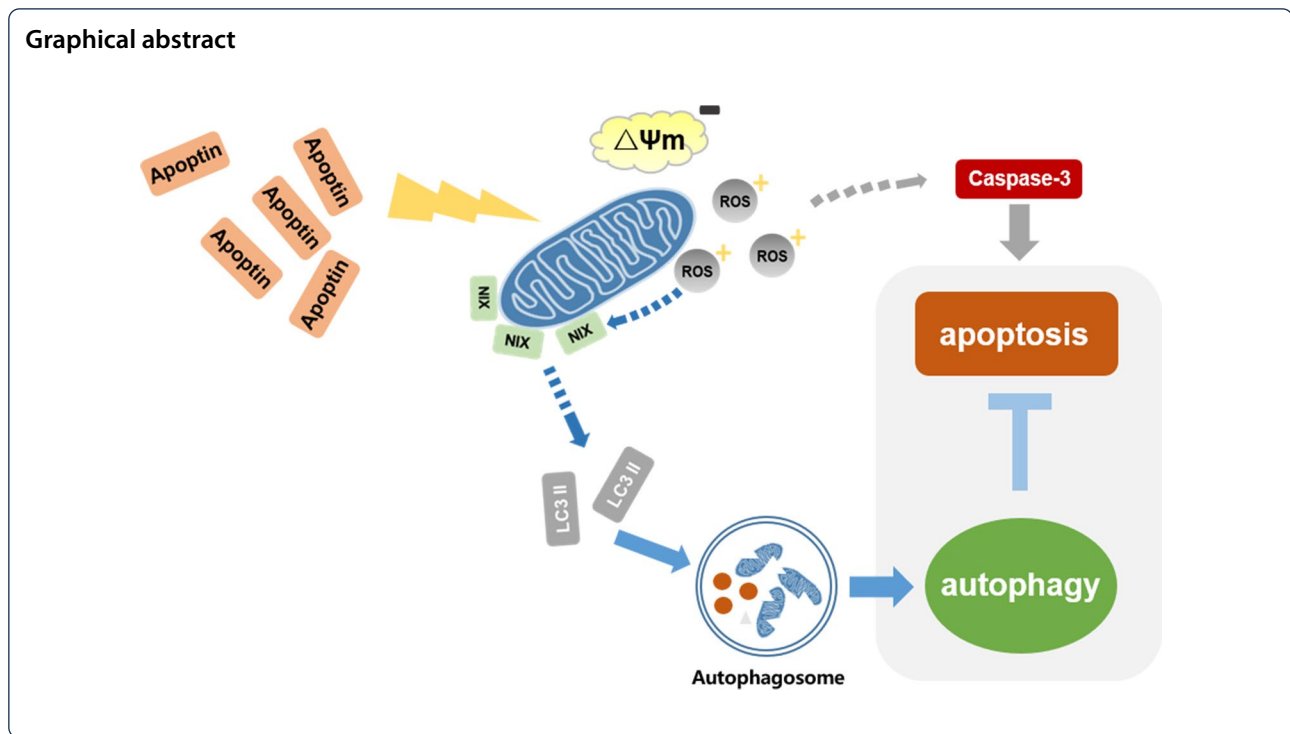 Graphical abstract
Apoptin
Apoptin
Apoptin
Apoptin
Apoptin
△Ψm
ROS
ROS
ROS
Caspase-3
NIX
NIX
NIX
apoptosis
LC3 II
LC3 II
autophagy
Autophagosome